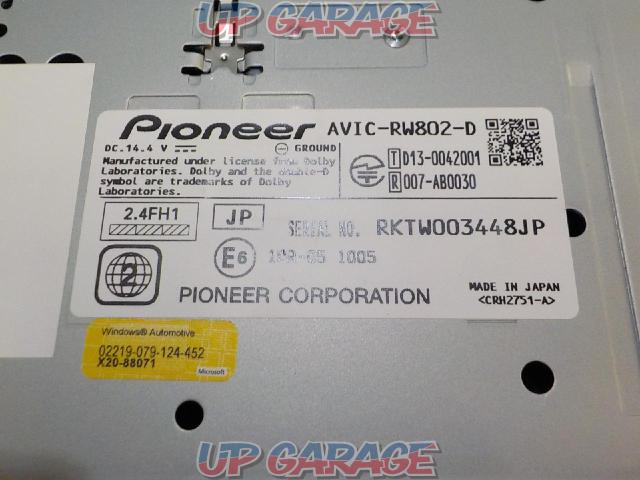 UP GARAGE
Pioneer AVIC-RW802-D
DC.14.4 V
GROUND
Manufactured under license from Dolby
Laboratories. Dolby and the double-D
symbol are trademarks of Dolby
Laboratories.
T D13-0042001
R 007-AB0030
2.4FH1
JP
SERIAL NO. RKTW003448JP
E6
1005
2
PIONEER CORPORATION
MADE IN JAPAN
<CRH2751-A>
Windows® Automotive
02219-079-124-452
X20-88071
Microsoft
UP GARAGE